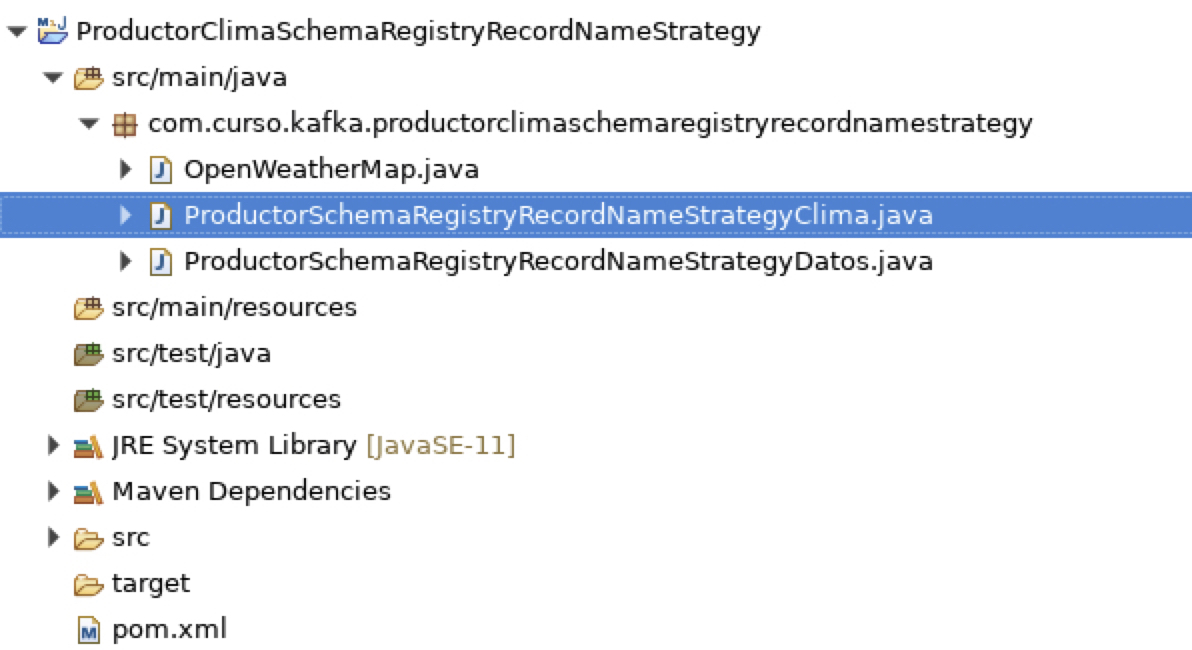 ProductorClimaSchemaRegistryRecordNameStrategy
src/main/java
com.curso.kafka.productorclimaschemaregistryrecordnamestrategy
OpenWeatherMap.java
ProductorSchemaRegistryRecordNameStrategyClima.java
ProductorSchemaRegistryRecordNameStrategyDatos.java
src/main/resources
src/test/java
src/test/resources
JRE System Library [JavaSE-11]
Maven Dependencies
src
target
pom.xml